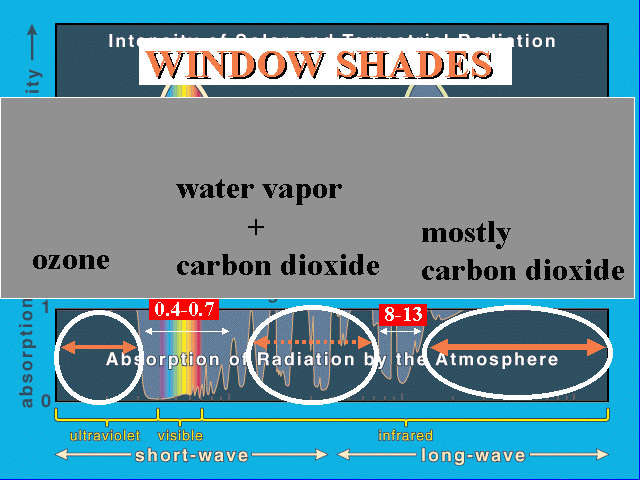 Intensity of Solar and Terrestrial Radiation
WINDOW SHADES
ity
water vapor
+
carbon dioxide
mostly
carbon dioxide
ozone
absorption
1
0.4-0.7
8-13
Absorption of Radiation by the Atmosphere
0
ultraviolet visible infrared
short-wave long-wave